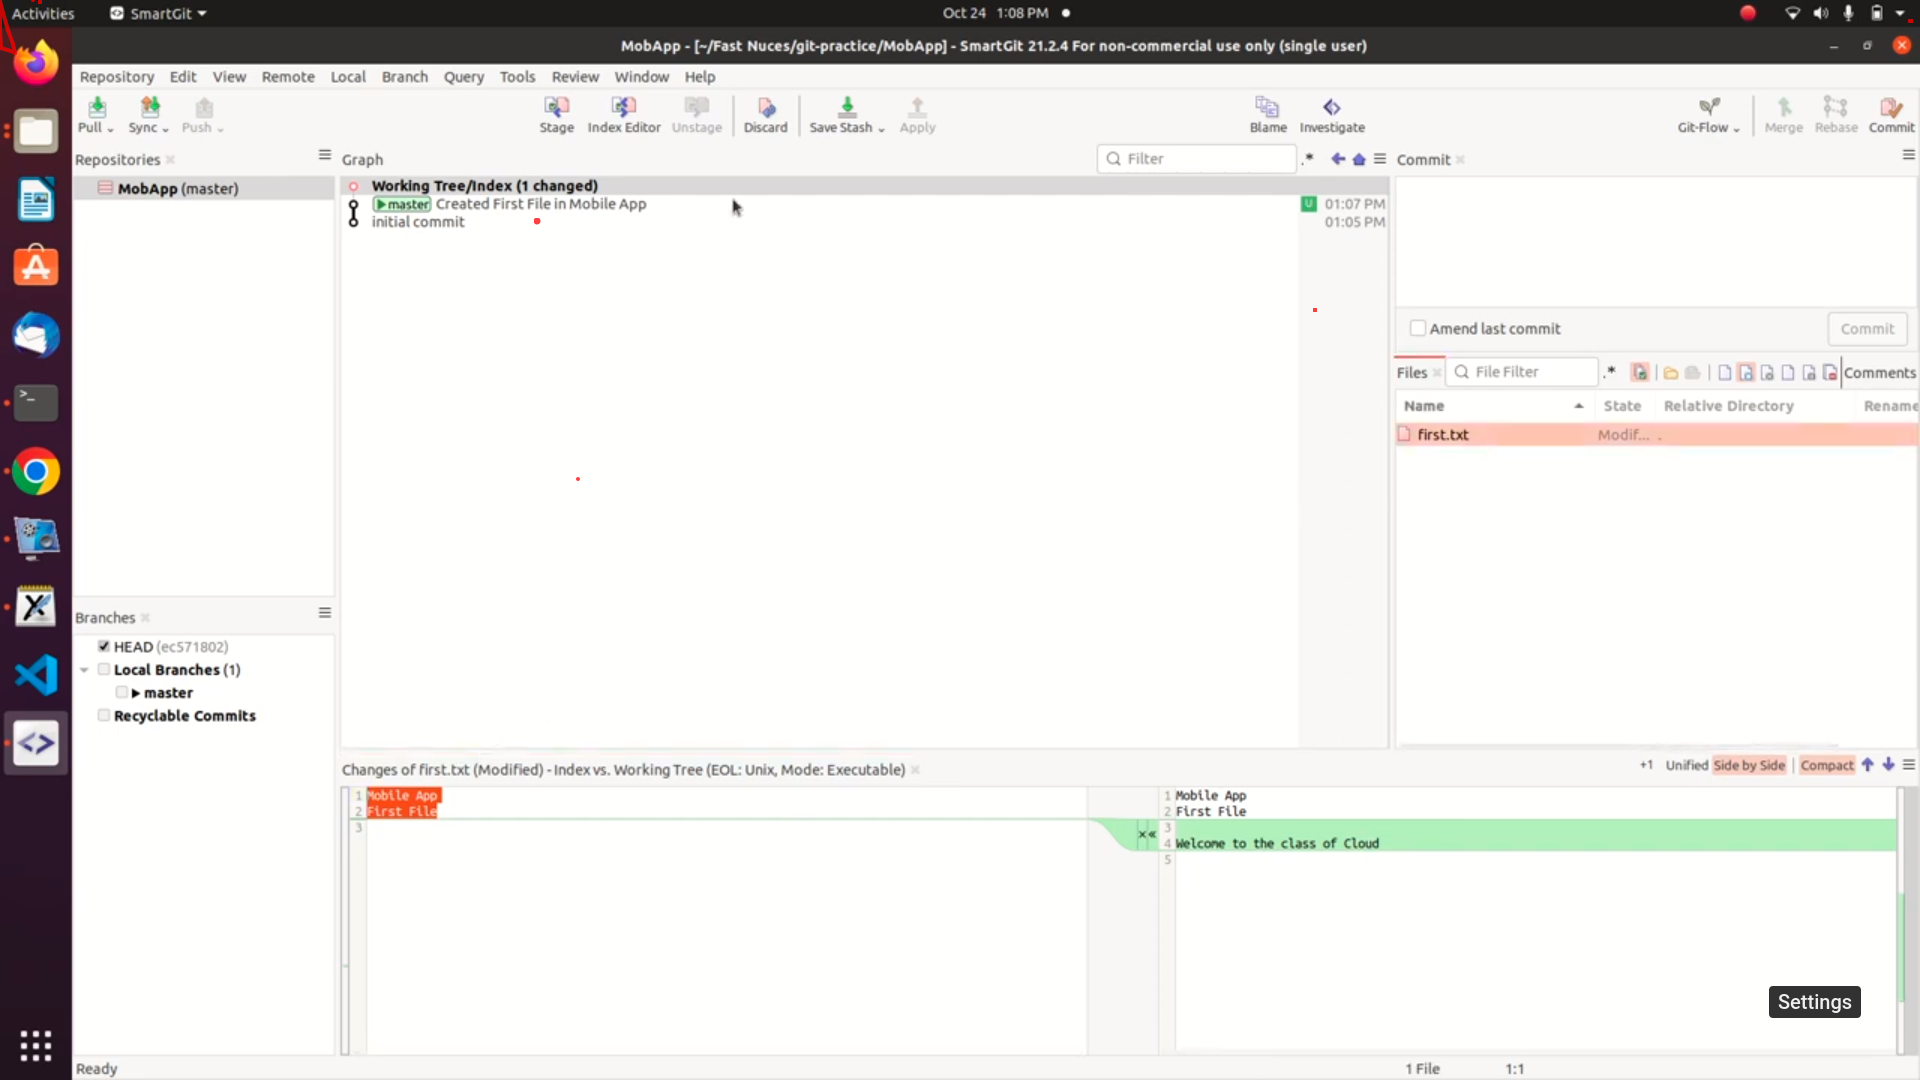 Activities SmartGit Oct 24 1:08 PM
MobApp - [~/Fast Nuces/git-practice/MobApp] - SmartGit 21.2.4 For non-commercial use only (single user)
Repository Edit View Remote Local Branch Query Tools Review Window Help
Pull Sync Push Stage Index Editor Unstage Discard Save Stash Apply Blame Investigate Git-Flow Merge Rebase Commit
Repositories
MobApp (master)
Graph Filter .*
Working Tree/Index (1 changed)
master Created First File in Mobile App U 01:07 PM
initial commit 01:05 PM
Commit
Amend last commit Commit
Files File Filter .* Comments
Name State Relative Directory Rename
first.txt Modif... .
Branches
HEAD (ec571802)
Local Branches (1)
master
Recyclable Commits
Changes of first.txt (Modified) - Index vs. Working Tree (EOL: Unix, Mode: Executable) +1 Unified Side by Side Compact
1 Mobile App
2 First File
3
1 Mobile App
2 First File
3
4 Welcome to the class of Cloud
5
Settings
Ready 1 File 1:1